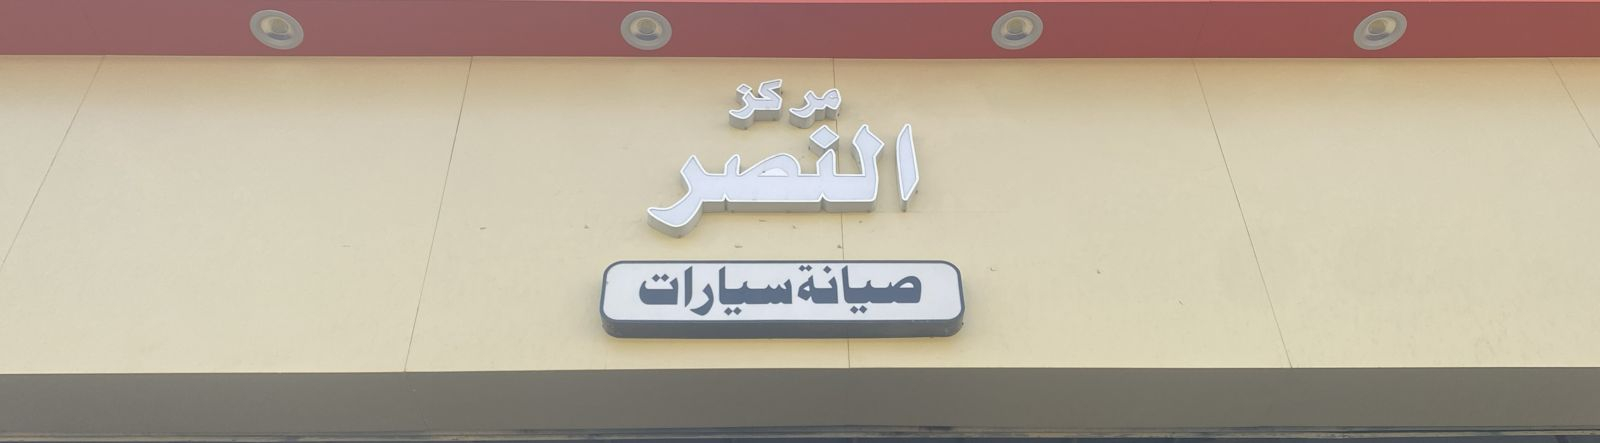 مركز
النصر
صيانة سيارات